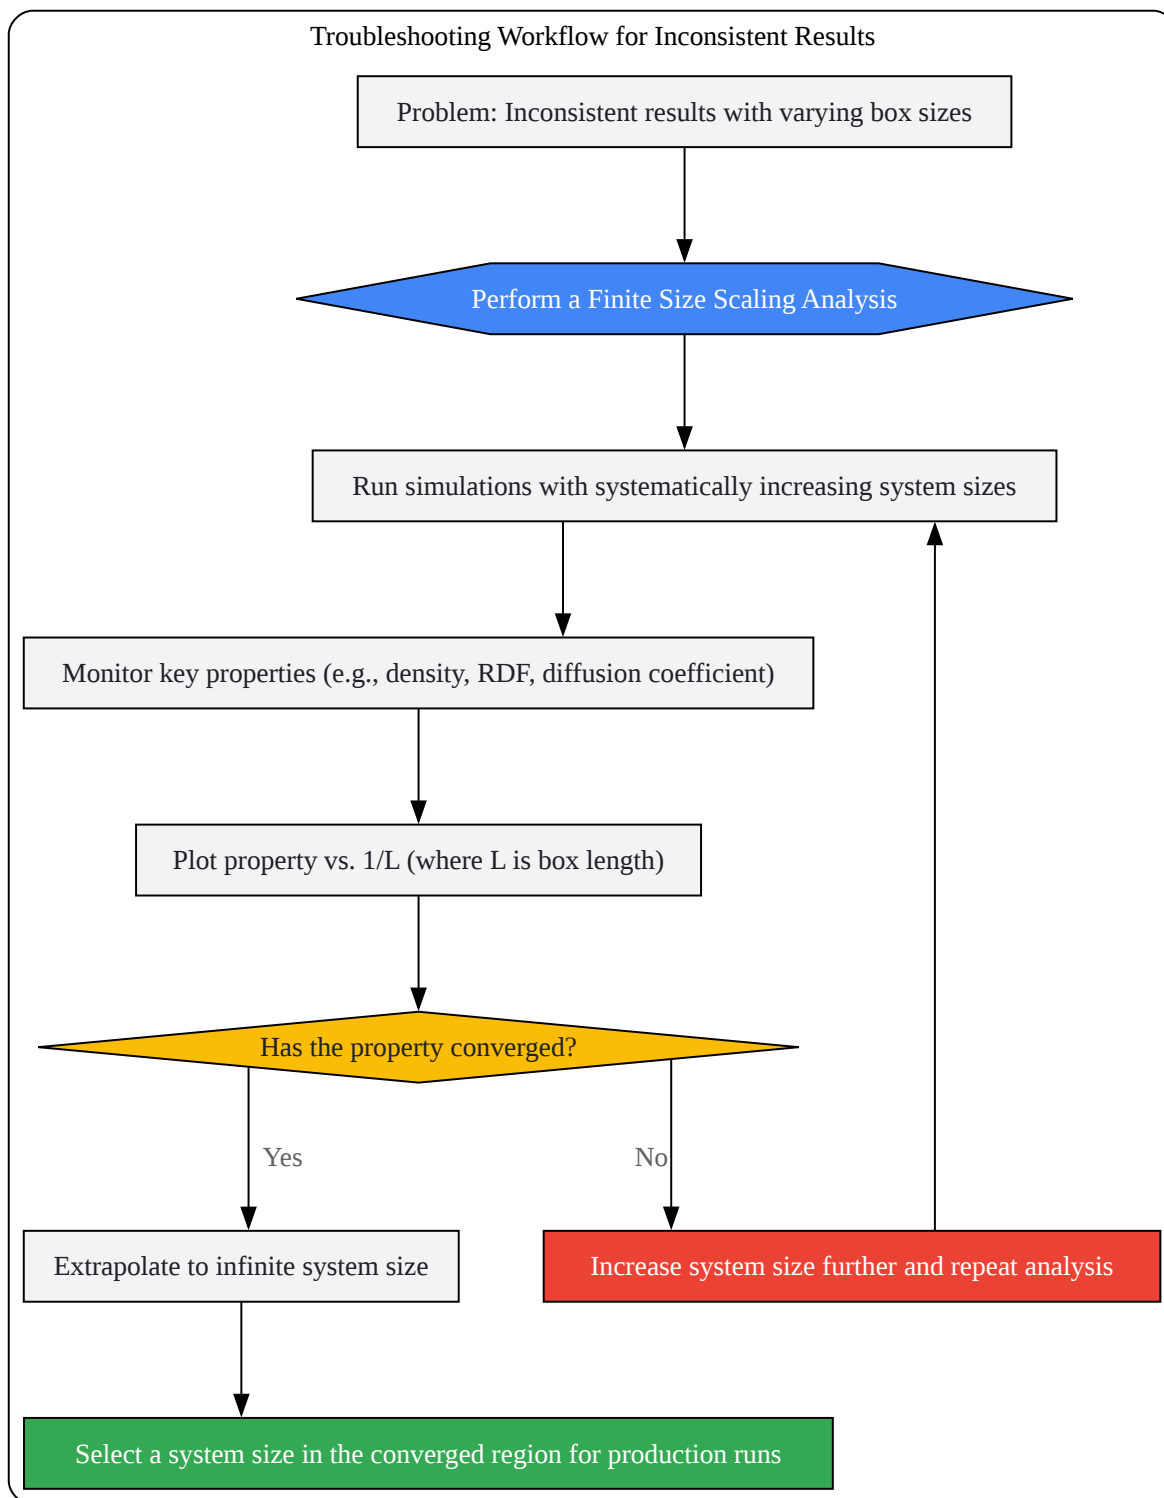 Troubleshooting Workflow for Inconsistent Results
Problem: Inconsistent results with varying box sizes
Perform a Finite Size Scaling Analysis
Run simulations with systematically increasing system sizes
Monitor key properties (e.g., density, RDF, diffusion coefficient)
Plot property vs. 1/L (where L is box length)
Has the property converged?
Yes
No
Extrapolate to infinite system size
Increase system size further and repeat analysis
Select a system size in the converged region for production runs